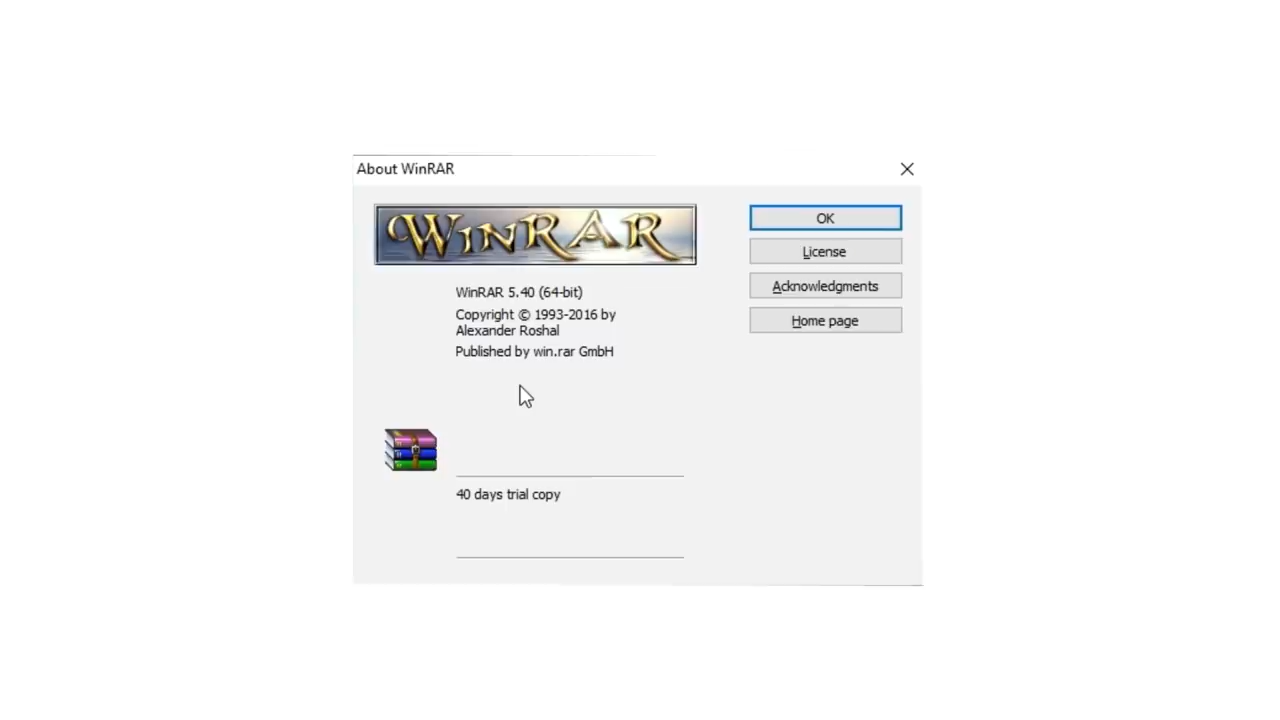 About WinRAR
WinRAR
OK
License
Acknowledgments
Home page
WinRAR 5.40 (64-bit)
Copyright © 1993-2016 by
Alexander Roshal
Published by win.rar GmbH
40 days trial copy